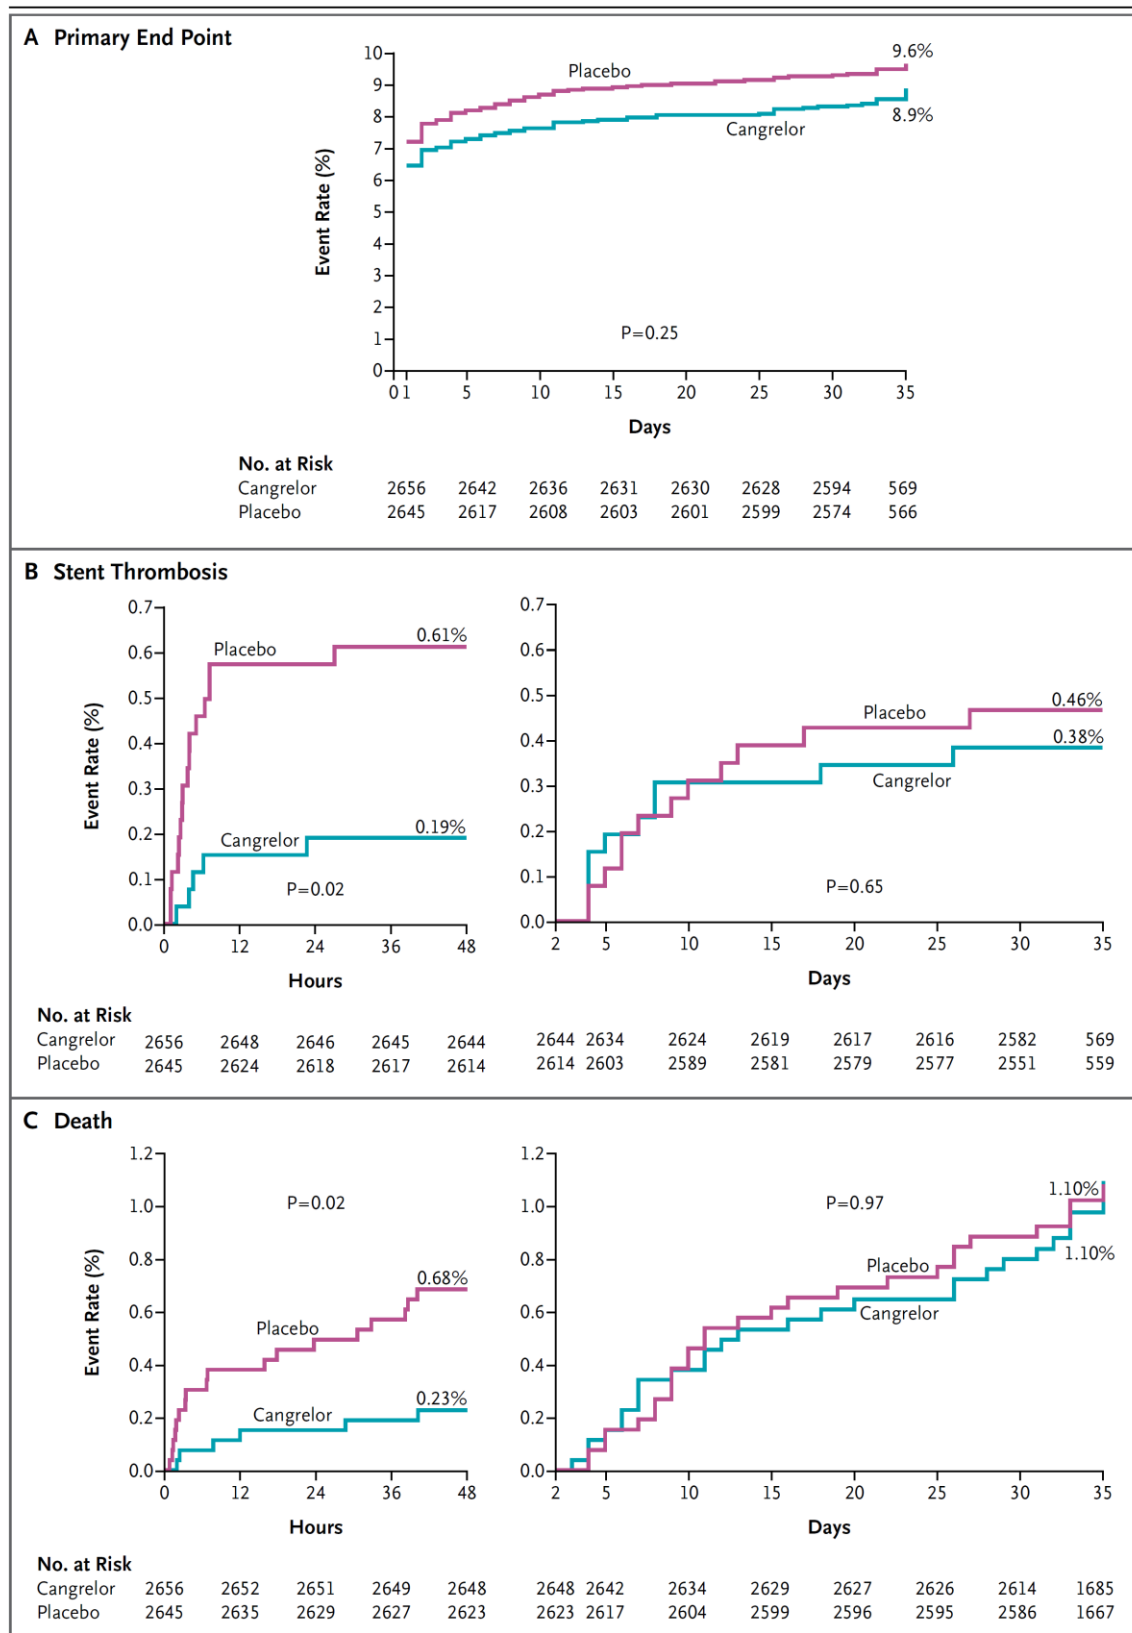 A Primary End Point
10
9
8
7
6
5
4
3
2
1
0
Event Rate (%)
Placebo
9.6%
Cangrelor
8.9%
P=0.25
0 1 5 10 15 20 25 30 35
Days
No. at Risk
Cangrelor 2656 2642 2636 2631 2630 2628 2594 569
Placebo 2645 2617 2608 2603 2601 2599 2574 566
B Stent Thrombosis
0.7
0.6
0.5
0.4
0.3
0.2
0.1
0.0
Event Rate (%)
Placebo
0.61%
Cangrelor
0.19%
P=0.02
0 12 24 36 48
Hours
0.7
0.6
0.5
0.4
0.3
0.2
0.1
0.0
Placebo
0.46%
0.38%
Cangrelor
P=0.65
2 5 10 15 20 25 30 35
Days
No. at Risk
Cangrelor 2656 2648 2646 2645 2644 2644 2634 2624 2619 2617 2616 2582 569
Placebo 2645 2624 2618 2617 2614 2614 2603 2589 2581 2579 2577 2551 559
C Death
1.2
1.0
0.8
0.6
0.4
0.2
0.0
Event Rate (%)
P=0.02
0.68%
Placebo
0.23%
Cangrelor
0 12 24 36 48
Hours
1.2
1.0
0.8
0.6
0.4
0.2
0.0
P=0.97
1.10%
1.10%
Placebo
Cangrelor
2 5 10 15 20 25 30 35
Days
No. at Risk
Cangrelor 2656 2652 2651 2649 2648 2648 2642 2634 2629 2627 2626 2614 1685
Placebo 2645 2635 2629 2627 2623 2623 2617 2604 2599 2596 2595 2586 1667